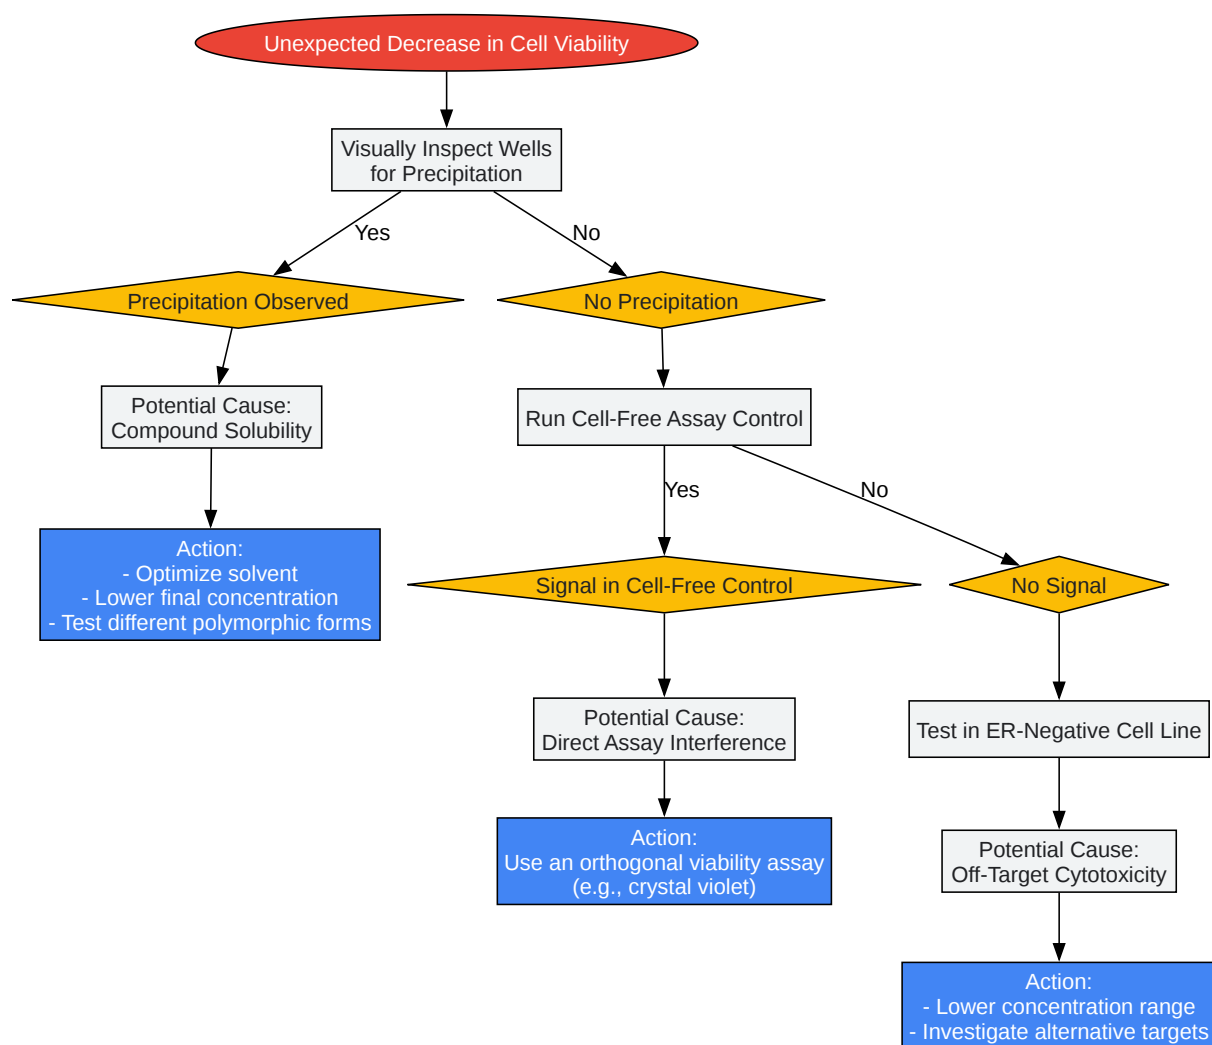 Unexpected Decrease in Cell Viability
Visually Inspect Wells
for Precipitation
Yes
No
Precipitation Observed
No Precipitation
Potential Cause:
Compound Solubility
Run Cell-Free Assay Control
Yes
No
Action:
- Optimize solvent
- Lower final concentration
- Test different polymorphic forms
Signal in Cell-Free Control
No Signal
Potential Cause:
Direct Assay Interference
Test in ER-Negative Cell Line
Action:
Use an orthogonal viability assay
(e.g., crystal violet)
Potential Cause:
Off-Target Cytotoxicity
Action:
- Lower concentration range
- Investigate alternative targets